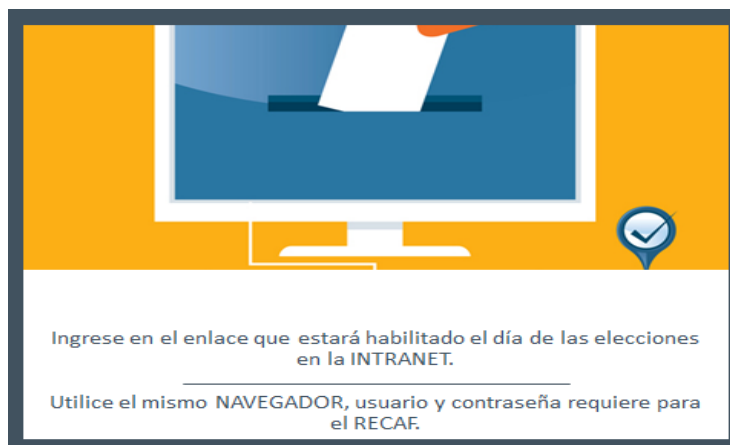 Ingrese en el enlace que estará habilitado el día de las elecciones
en la INTRANET.
Utilice el mismo NAVEGADOR, usuario y contraseña requiere para
el RECAF.